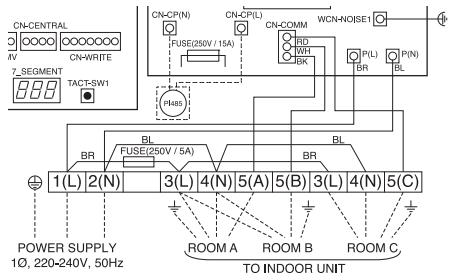 CN-CENTRAL
MV
CN-WRITE
7_SEGMENT
TACT-SW1
CN-CP(N)
CN-CP(L)
FUSE(250V / 15A)
PI485
CN-COMM
RD
WH
BK
WCN-NOISE1
P(L)
P(N)
BR
BL
BL
BL
FUSE(250V / 5A)
BR
BR
1(L) 2(N) 3(L) 4(N) 5(A) 5(B) 3(L) 4(N) 5(C)
POWER SUPPLY
1Ø, 220-240V, 50Hz
ROOM A ROOM B ROOM C
TO INDOOR UNIT